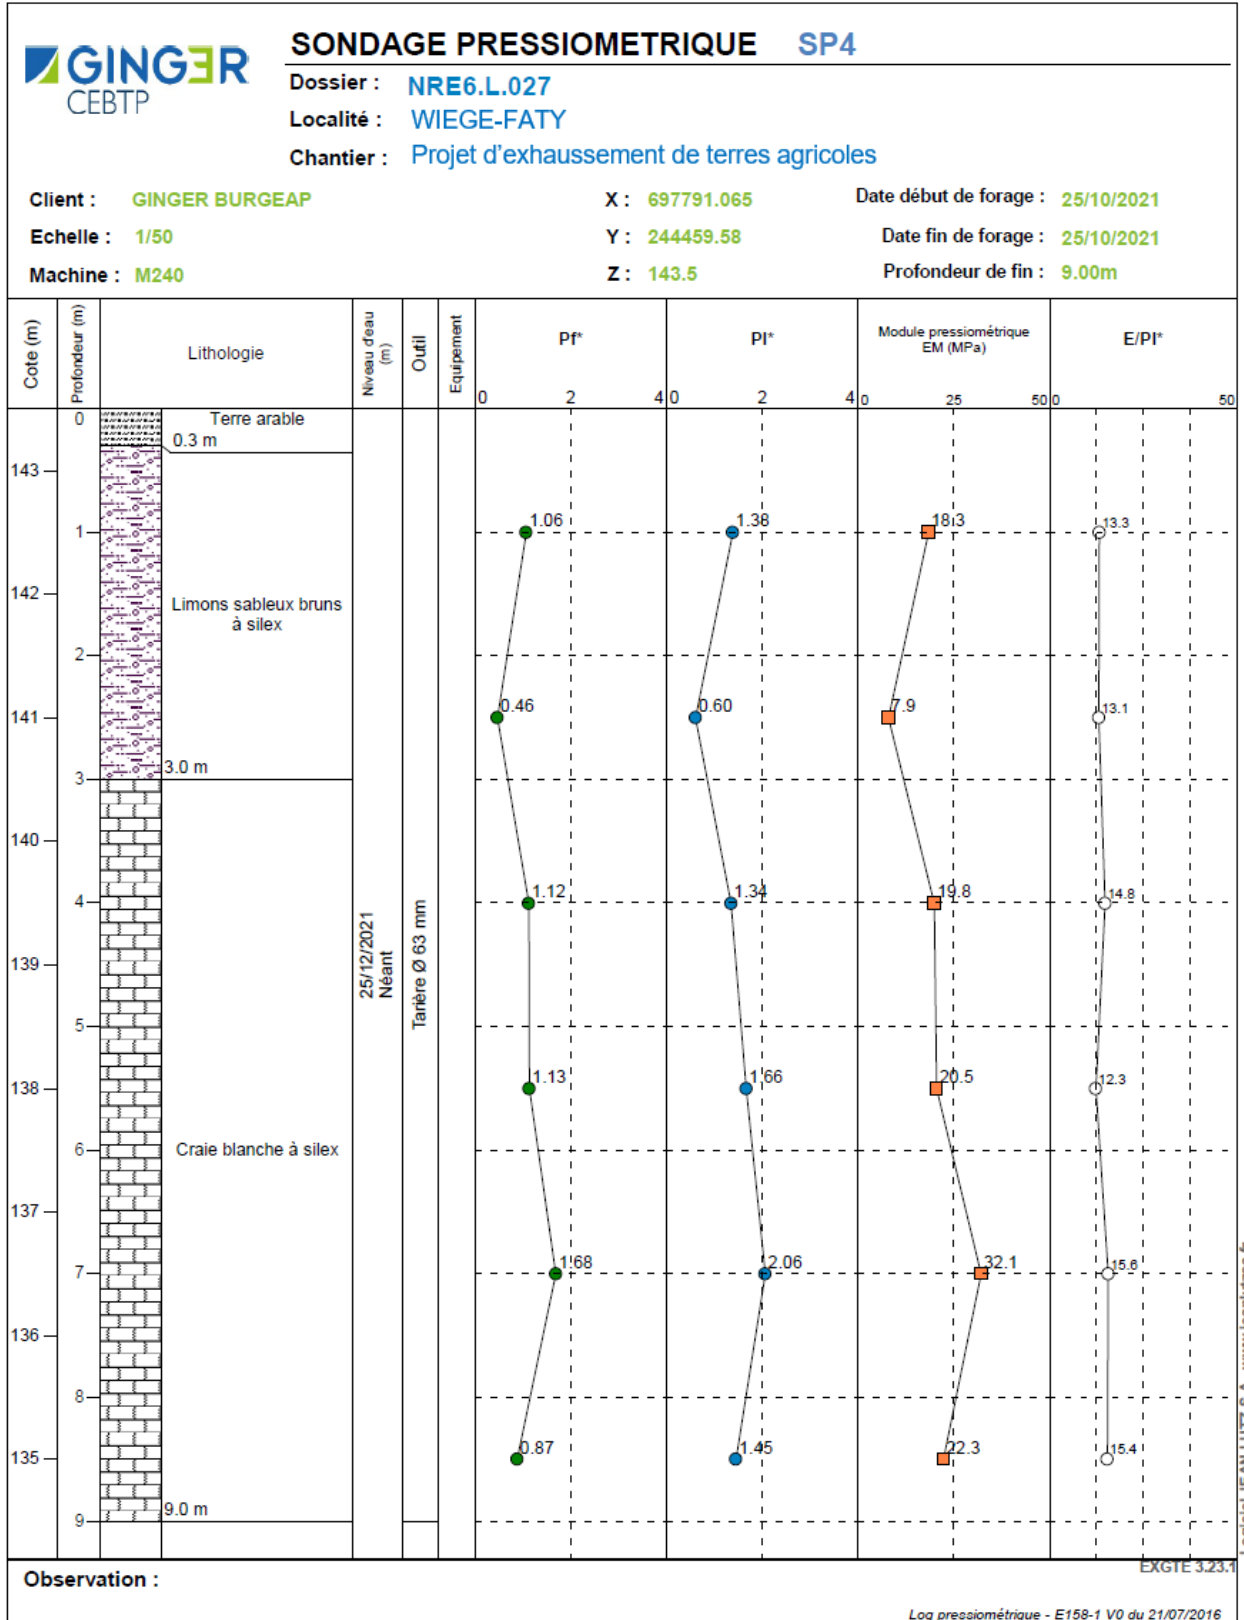 GINGER
CEBTP
SONDAGE PRESSIOMETRIQUE SP4
Dossier : NRE6.L.027
Localité : WIEGE-FATY
Chantier : Projet d'exhaussement de terres agricoles
Client : GINGER BURGEAP X : 697791.065 Date début de forage : 25/10/2021
Echelle : 1/50 Y : 244459.58 Date fin de forage : 25/10/2021
Machine : M240 Z : 143.5 Profondeur de fin : 9.00m
Cote (m)
Profondeur (m)
Lithologie
Niveau d'eau
(m)
Outil
Equipement
Pf*
Pl*
Module pressiométrique
EM (MPa)
E/Pl*
0 2 4 0 2 4 0 25 50 0 50
0 Terre arable
0.3 m
143
1 1.06 1.38 18.3 13.3
142
Limons sableux bruns
à silex
2
141 0.46 0.60 7.9 13.1
3.0 m
3
140
4 1.12 1.34 19.8 14.8
25/12/2021
Néant
Tarière Ø 63 mm
139
5
138 1.13 1.66 20.5 12.3
6 Craie blanche à silex
137
7 1.68 2.06 32.1 15.6
136
8
135 0.87 1.45 22.3 15.4
9.0 m
9
EXGTE 3.23.1
Observation :
Log pressiométrique - E158-1 V0 du 21/07/2016